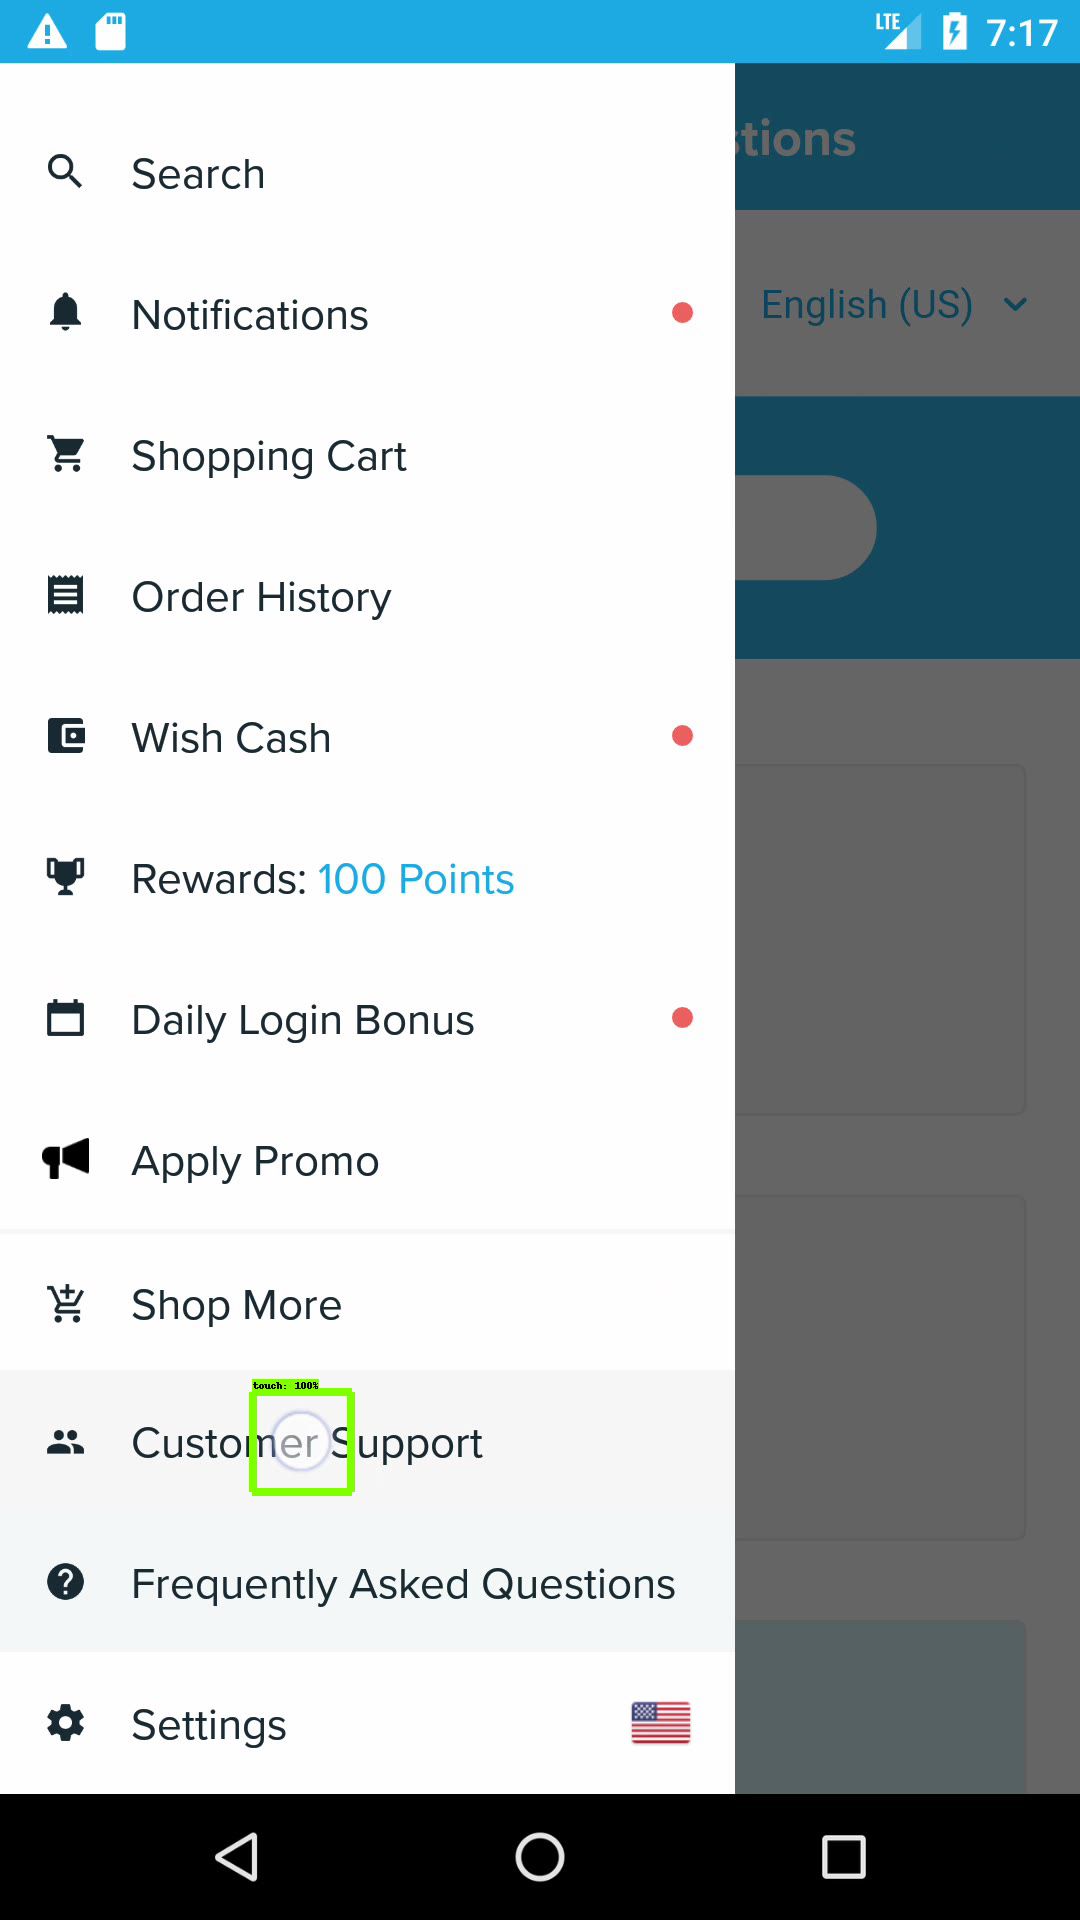 LTE 7:17
stions
Search
Notifications
English (US)
Shopping Cart
Order History
Wish Cash
Rewards: 100 Points
Daily Login Bonus
Apply Promo
Shop More
touch: 100%
Customer Support
Frequently Asked Questions
Settings